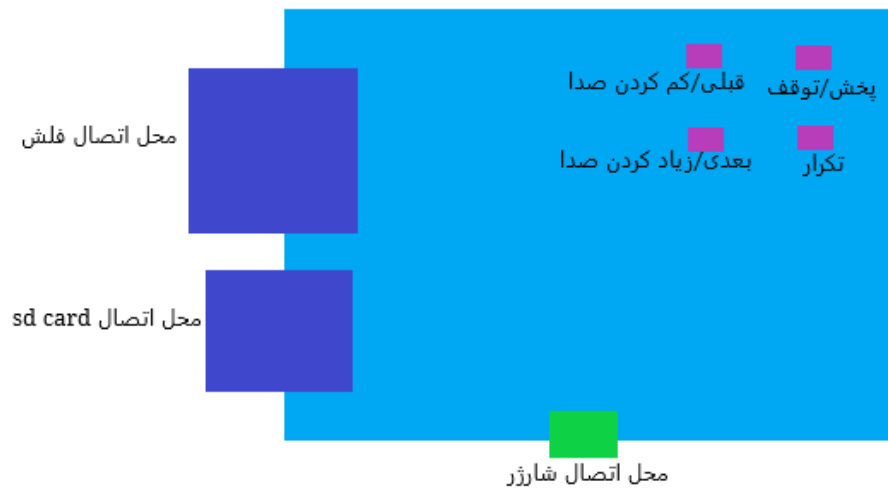 پخش/توقف
قبلی/کم کردن صدا
تکرار
بعدی/زیاد کردن صدا
محل اتصال فلش
محل اتصال sd card
محل اتصال شارژر